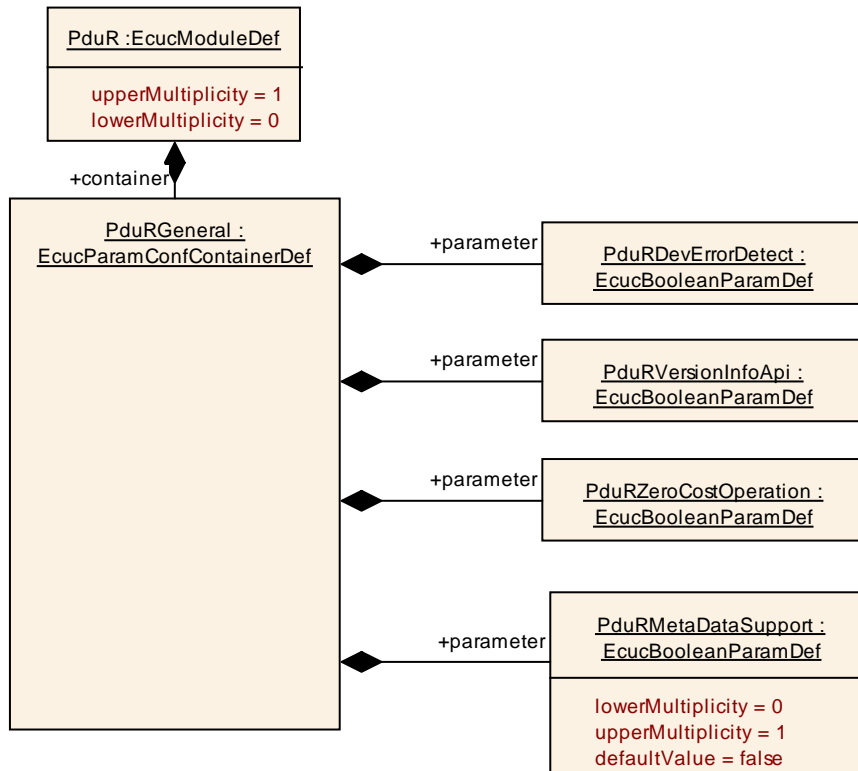 PduR :EcucModuleDef
upperMultiplicity = 1
lowerMultiplicity = 0
+container
PduRGeneral :
EcucParamConfContainerDef
+parameter
PduRDevErrorDetect :
EcucBooleanParamDef
+parameter
PduRVersionInfoApi :
EcucBooleanParamDef
+parameter
PduRZeroCostOperation :
EcucBooleanParamDef
+parameter
PduRMetaDataSupport :
EcucBooleanParamDef
lowerMultiplicity = 0
upperMultiplicity = 1
defaultValue = false